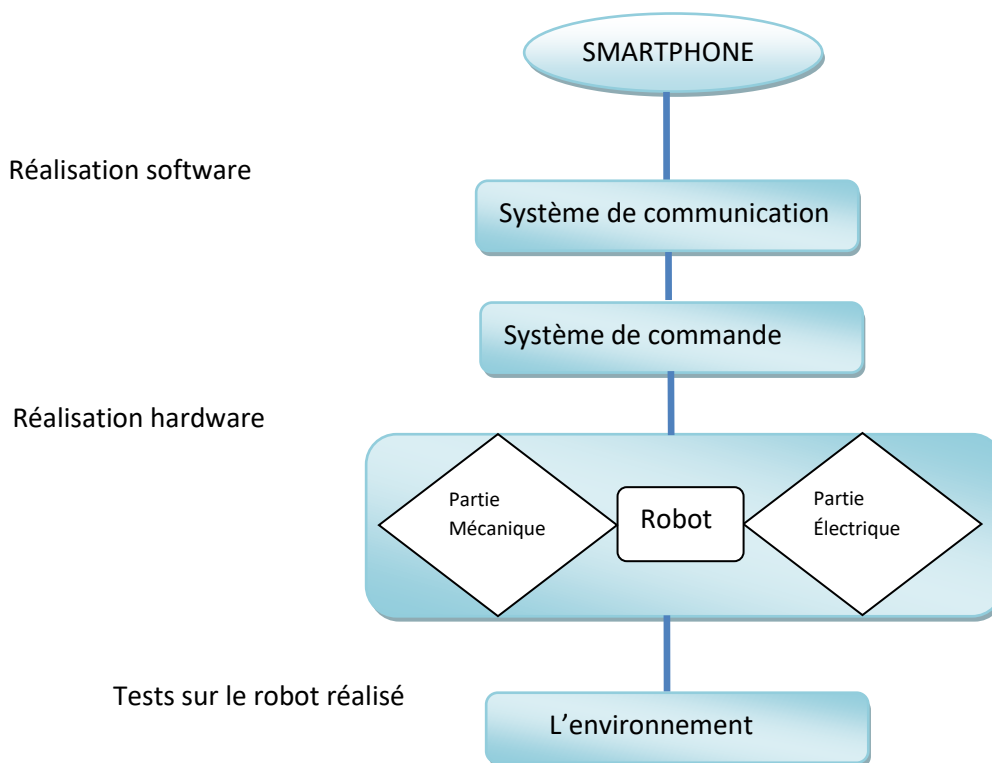 SMARTPHONE
Réalisation software
Système de communication
Système de commande
Réalisation hardware
Partie
Mécanique
Robot
Partie
Électrique
Tests sur le robot réalisé
L’environnement